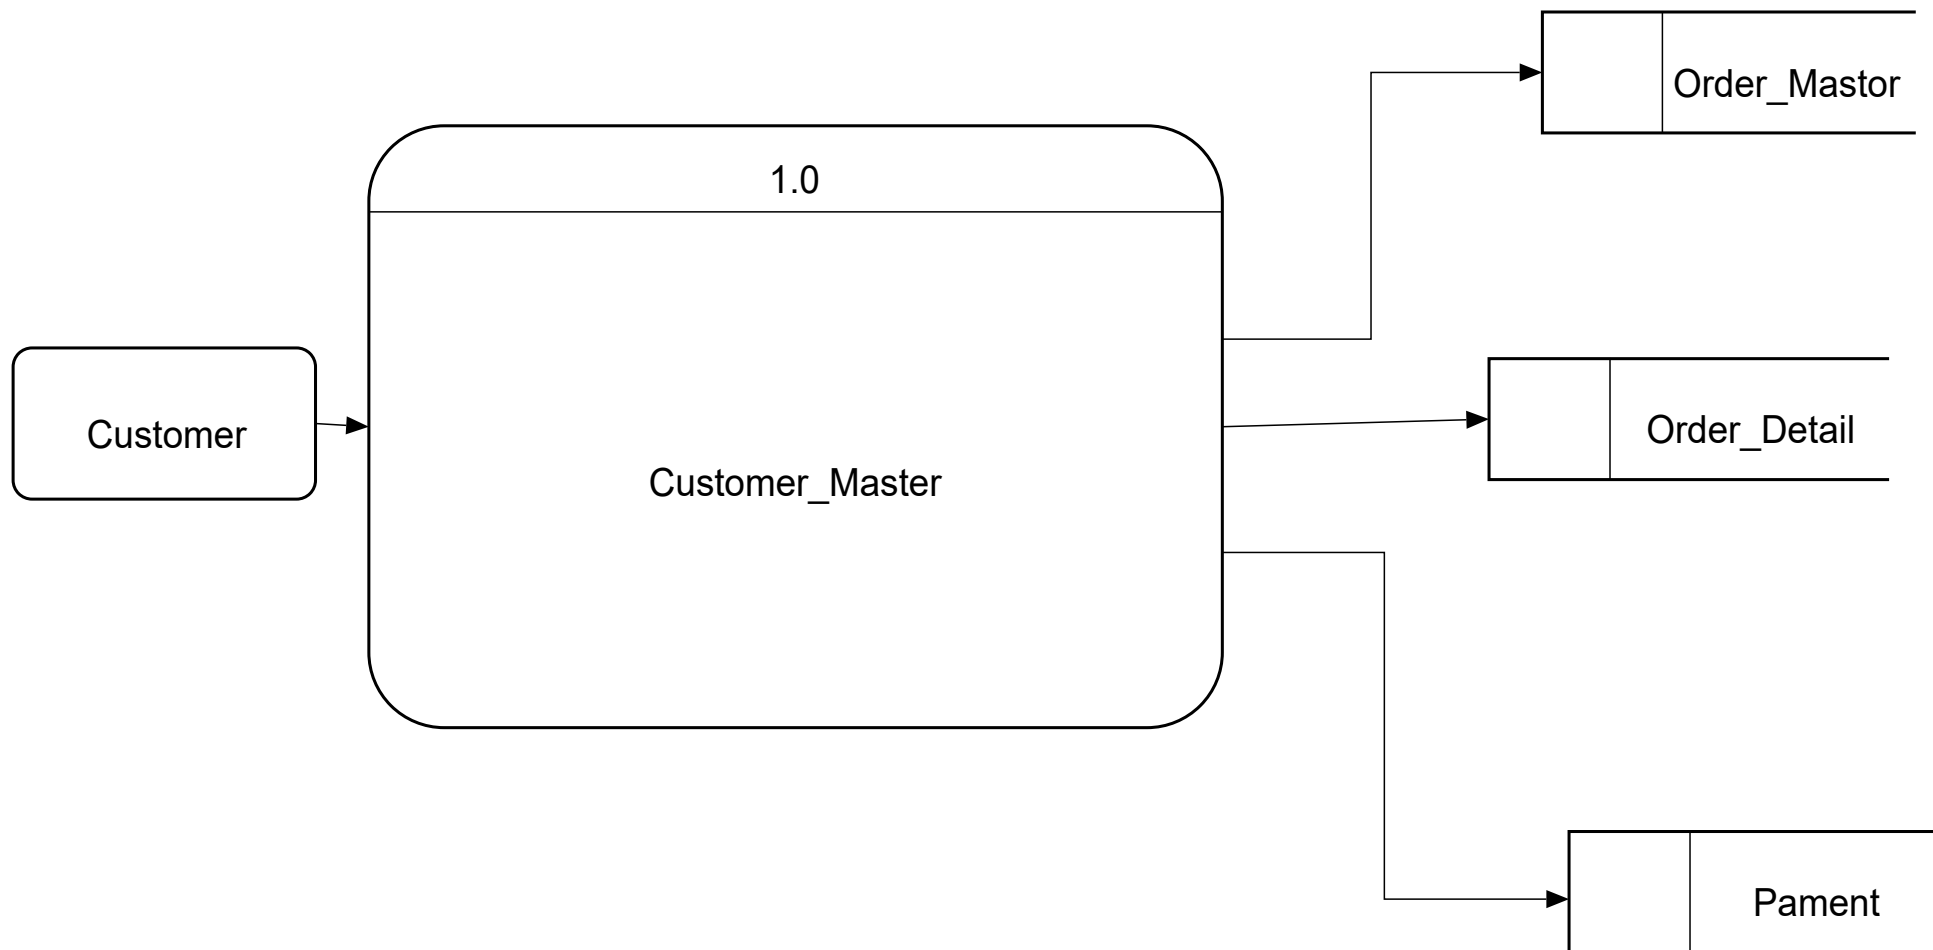 Order_Mastor
1.0
Customer
Customer_Master
Order_Detail
Pament